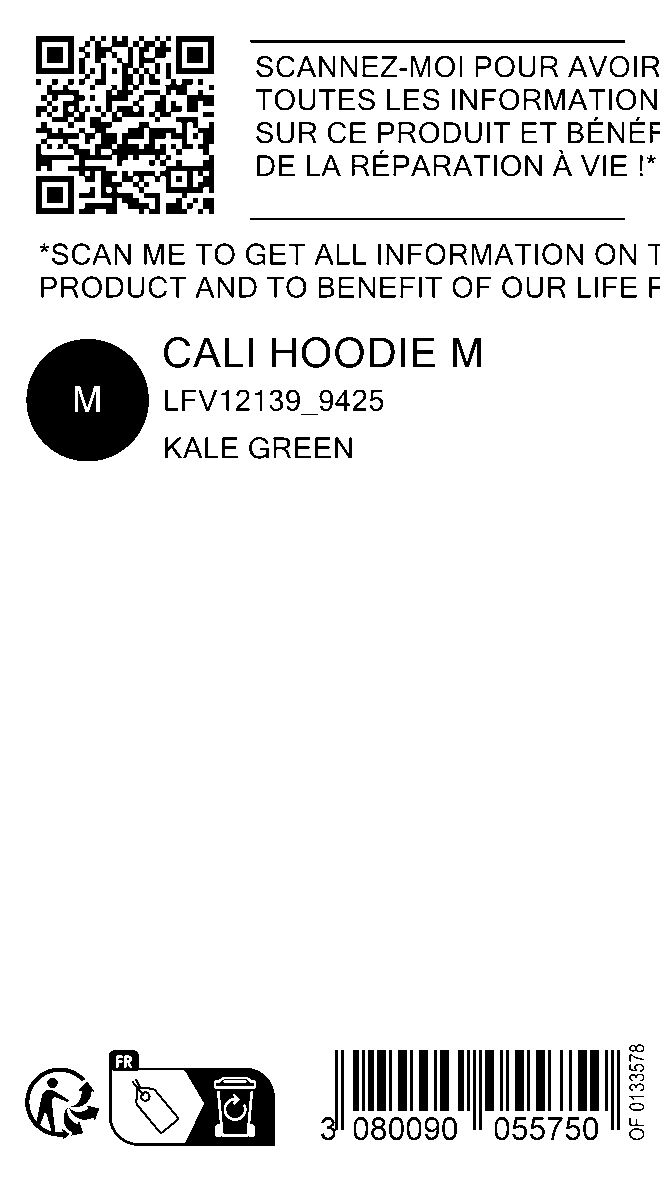 SCANNEZ-MOI POUR AVOIR
TOUTES LES INFORMATION
SUR CE PRODUIT ET BÉNÉF
DE LA RÉPARATION À VIE !*
*SCAN ME TO GET ALL INFORMATION ON T
PRODUCT AND TO BENEFIT OF OUR LIFE
CALI HOODIE M
M
LFV12139_9425
KALE GREEN
FR
3 080090 055750
OF 0133578